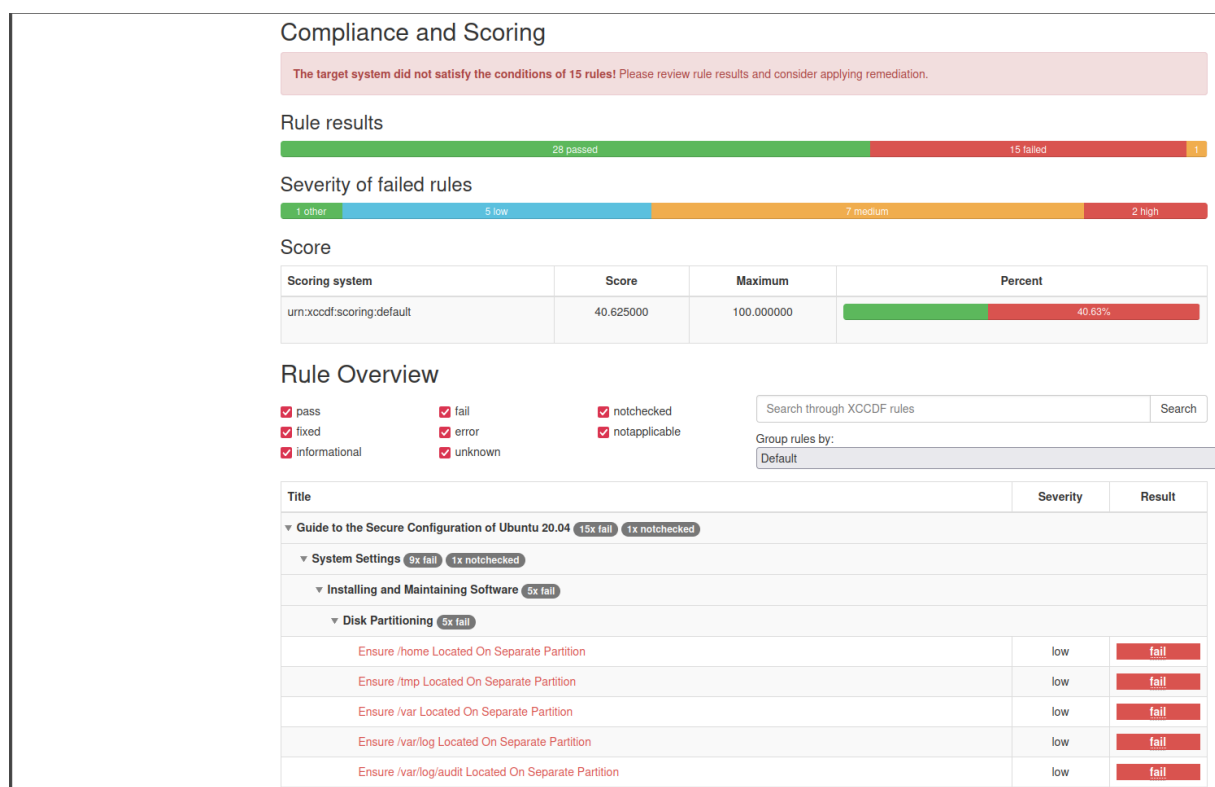 Compliance and Scoring
The target system did not satisfy the conditions of 15 rules! Please review rule results and consider applying remediation.
Rule results
28 passed 15 failed 1
Severity of failed rules
1 other 5 low 7 medium 2 high
Score
Scoring system Score Maximum Percent
urn:xccdf:scoring:default 40.625000 100.000000 40.63%
Rule Overview
pass fail notchecked
fixed error notapplicable
informational unknown
Search through XCCDF rules Search
Group rules by:
Default
Title Severity Result
Guide to the Secure Configuration of Ubuntu 20.04 15x fail 1x notchecked
System Settings 9x fail 1x notchecked
Installing and Maintaining Software 5x fail
Disk Partitioning 5x fail
Ensure /home Located On Separate Partition low fail
Ensure /tmp Located On Separate Partition low fail
Ensure /var Located On Separate Partition low fail
Ensure /var/log Located On Separate Partition low fail
Ensure /var/log/audit Located On Separate Partition low fail